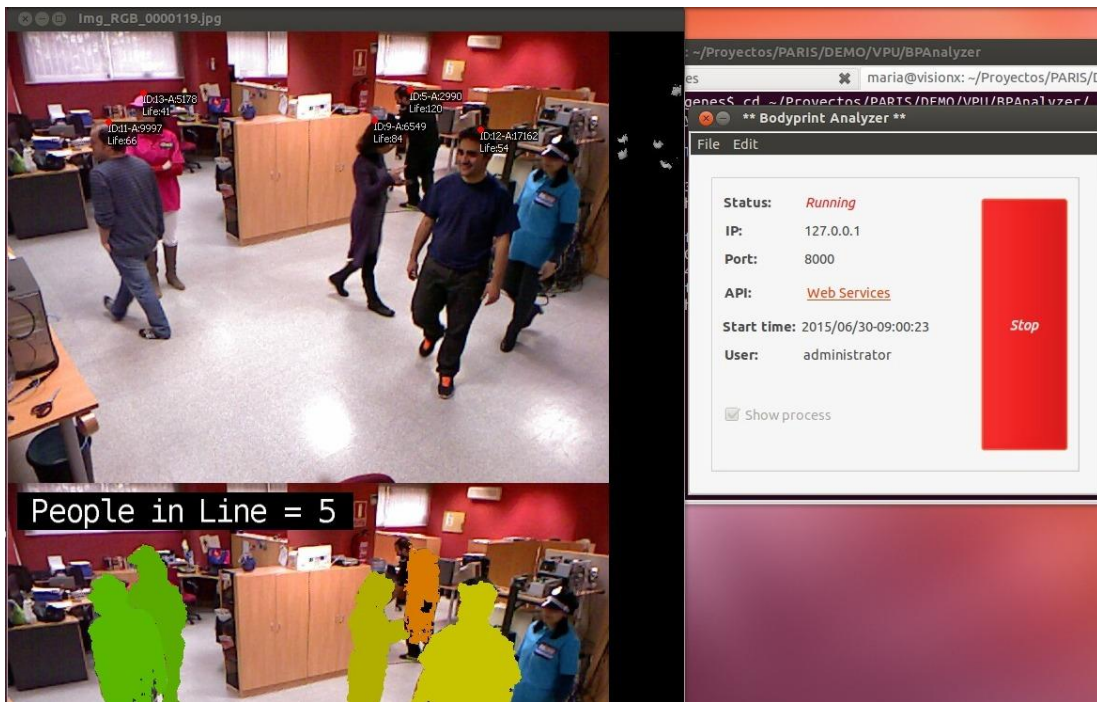 Img_RGB_0000119.jpg
ID:13-A:5178
Life:41
ID:11-A:9997
Life:66
ID:5-A:2990
Life:120
ID:9-A:6549
Life:84
ID:12-A:17162
Life:54
People in Line = 5
: ~/Proyectos/PARIS/DEMO/VPU/BPAnalyzer
es
maria@visionx: ~/Proyectos/PARIS/D
genes$ cd ~/Proyectos/PARIS/DEMO/VPU/BPAnalyzer/
** Bodyprint Analyzer **
File Edit
Status: Running
IP: 127.0.0.1
Port: 8000
API: Web Services
Start time: 2015/06/30-09:00:23
User: administrator
Show process
Stop